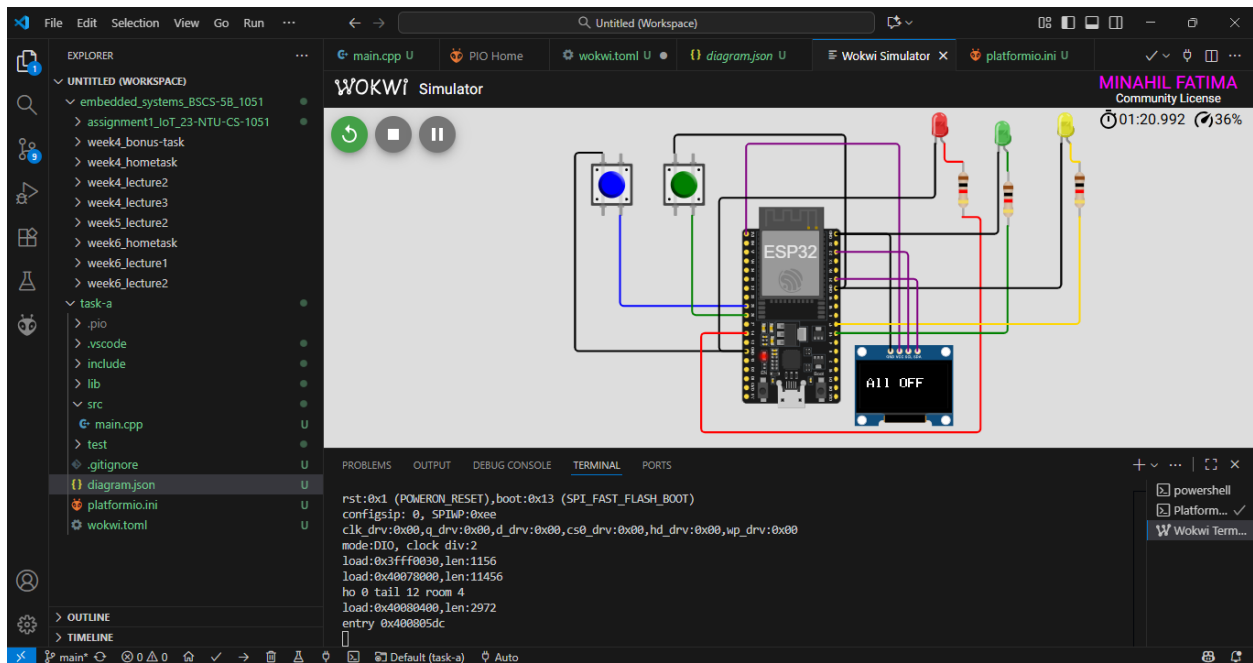 File Edit Selection View Go Run ...
Untitled (Workspace)
EXPLORER
UNTITLED (WORKSPACE)
embedded_systems_BSCS-5B_1051
assignment1_IoT_23-NTU-CS-1051
week4_bonus-task
week4_hometask
week4_lecture2
week4_lecture3
week5_lecture2
week6_hometask
week6_lecture1
week6_lecture2
task-a
.pio
.vscode
include
lib
src
main.cpp U
test
.gitignore U
diagram.json U
platformio.ini U
wokwi.toml U
OUTLINE
TIMELINE
main.cpp U
PIO Home
wokwi.toml U
diagram.json U
Wokwi Simulator
platformio.ini U
WOKWI Simulator
MINAHIL FATIMA
Community License
01:20.992 36%
ESP32
GND VCC SCL SDA
All OFF
PROBLEMS OUTPUT DEBUG CONSOLE TERMINAL PORTS
rst:0x1 (POWERON_RESET),boot:0x13 (SPI_FAST_FLASH_BOOT)
configsip: 0, SPIWP:0xee
clk_drv:0x00,q_drv:0x00,d_drv:0x00,cs0_drv:0x00,hd_drv:0x00,wp_drv:0x00
mode:DIO, clock div:2
load:0x3fff0030,len:1156
load:0x40078000,len:11456
ho 0 tail 12 room 4
load:0x40080400,len:2972
entry 0x400805dc
powershell
Platform...
Wokwi Term...
1
9
main* 0 0 0 Default (task-a) Auto